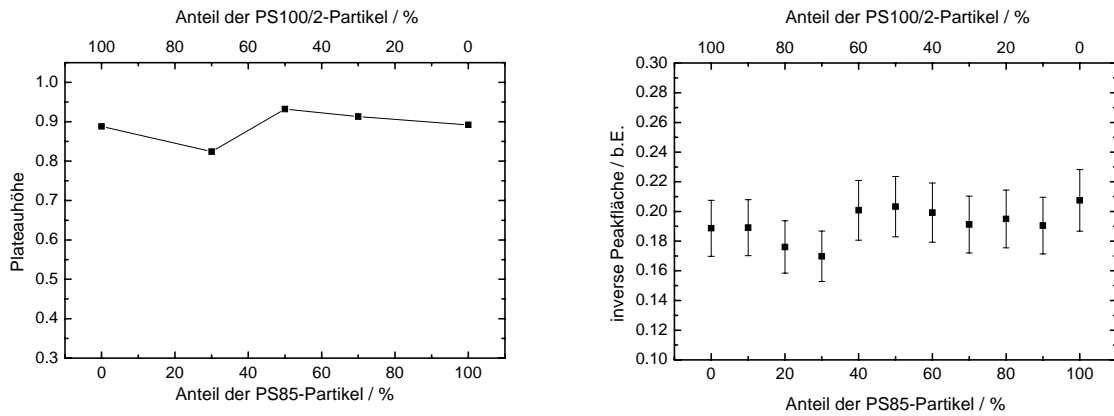 Anteil der PS100/2-Partikel / %
100 80 60 40 20 0
1.0
0.9
0.8
0.7
0.6
0.5
0.4
0.3
Plateauhöhe
0 20 40 60 80 100
Anteil der PS85-Partikel / %
Anteil der PS100/2-Partikel / %
100 80 60 40 20 0
0.30
0.28
0.26
0.24
0.22
0.20
0.18
0.16
0.14
0.12
0.10
inverse Peakfläche / b.E.
0 20 40 60 80 100
Anteil der PS85-Partikel / %